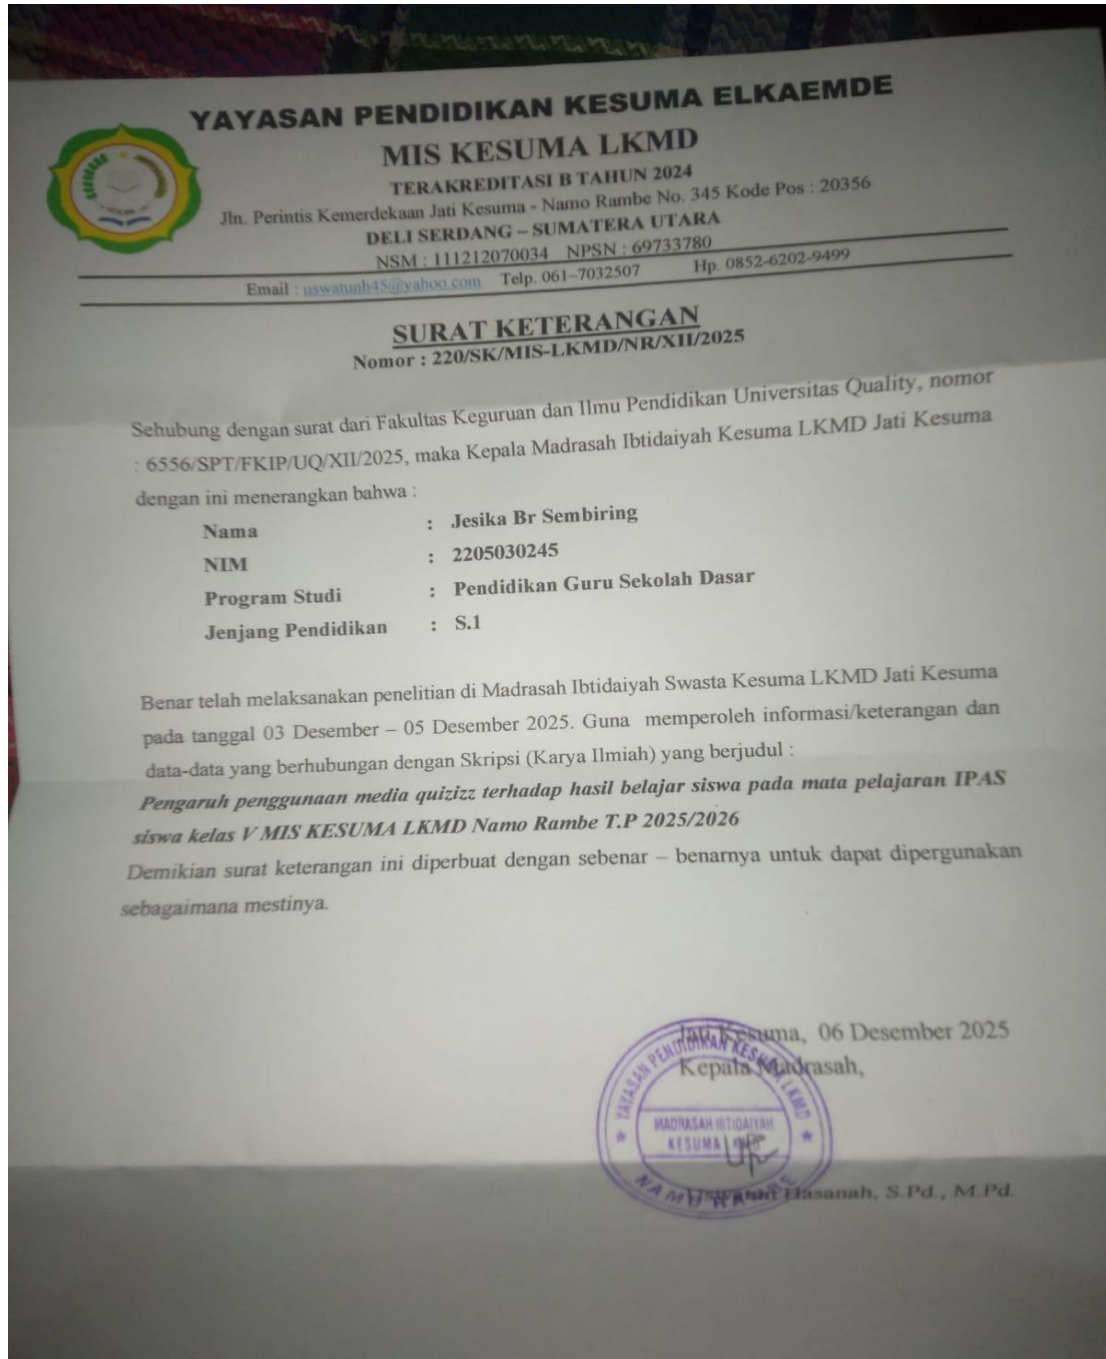 YAYASAN PENDIDIKAN KESUMA ELKAEMDE
MIS KESUMA LKMD
TERAKREDITASI B TAHUN 2024
Jln. Perintis Kemerdekaan Jati Kesuma - Namo Rambe No. 345 Kode Pos : 20356
DELI SERDANG – SUMATERA UTARA
NSM : 111212070034 NPSN : 69733780
Email : uswatunh45@yahoo.com Telp. 061–7032507 Hp. 0852-6202-9499
SURAT KETERANGAN
Nomor : 220/SK/MIS-LKMD/NR/XII/2025
Sehubung dengan surat dari Fakultas Keguruan dan Ilmu Pendidikan Universitas Quality, nomor
: 6556/SPT/FKIP/UQ/XII/2025, maka Kepala Madrasah Ibtidaiyah Kesuma LKMD Jati Kesuma
dengan ini menerangkan bahwa :
Nama : Jesika Br Sembiring
NIM : 2205030245
Program Studi : Pendidikan Guru Sekolah Dasar
Jenjang Pendidikan : S.1
Benar telah melaksanakan penelitian di Madrasah Ibtidaiyah Swasta Kesuma LKMD Jati Kesuma
pada tanggal 03 Desember – 05 Desember 2025. Guna memperoleh informasi/keterangan dan
data-data yang berhubungan dengan Skripsi (Karya Ilmiah) yang berjudul :
Pengaruh penggunaan media quizizz terhadap hasil belajar siswa pada mata pelajaran IPAS
siswa kelas V MIS KESUMA LKMD Namo Rambe T.P 2025/2026
Demikian surat keterangan ini diperbuat dengan sebenar – benarnya untuk dapat dipergunakan
sebagaimana mestinya.
Jati Kesuma, 06 Desember 2025
Kepala Madrasah,
YAYASAN PENDIDIKAN KESUMA LKMD
MADRASAH IBTIDAIYAH
KESUMA
Uswatun Hasanah, S.Pd., M.Pd.